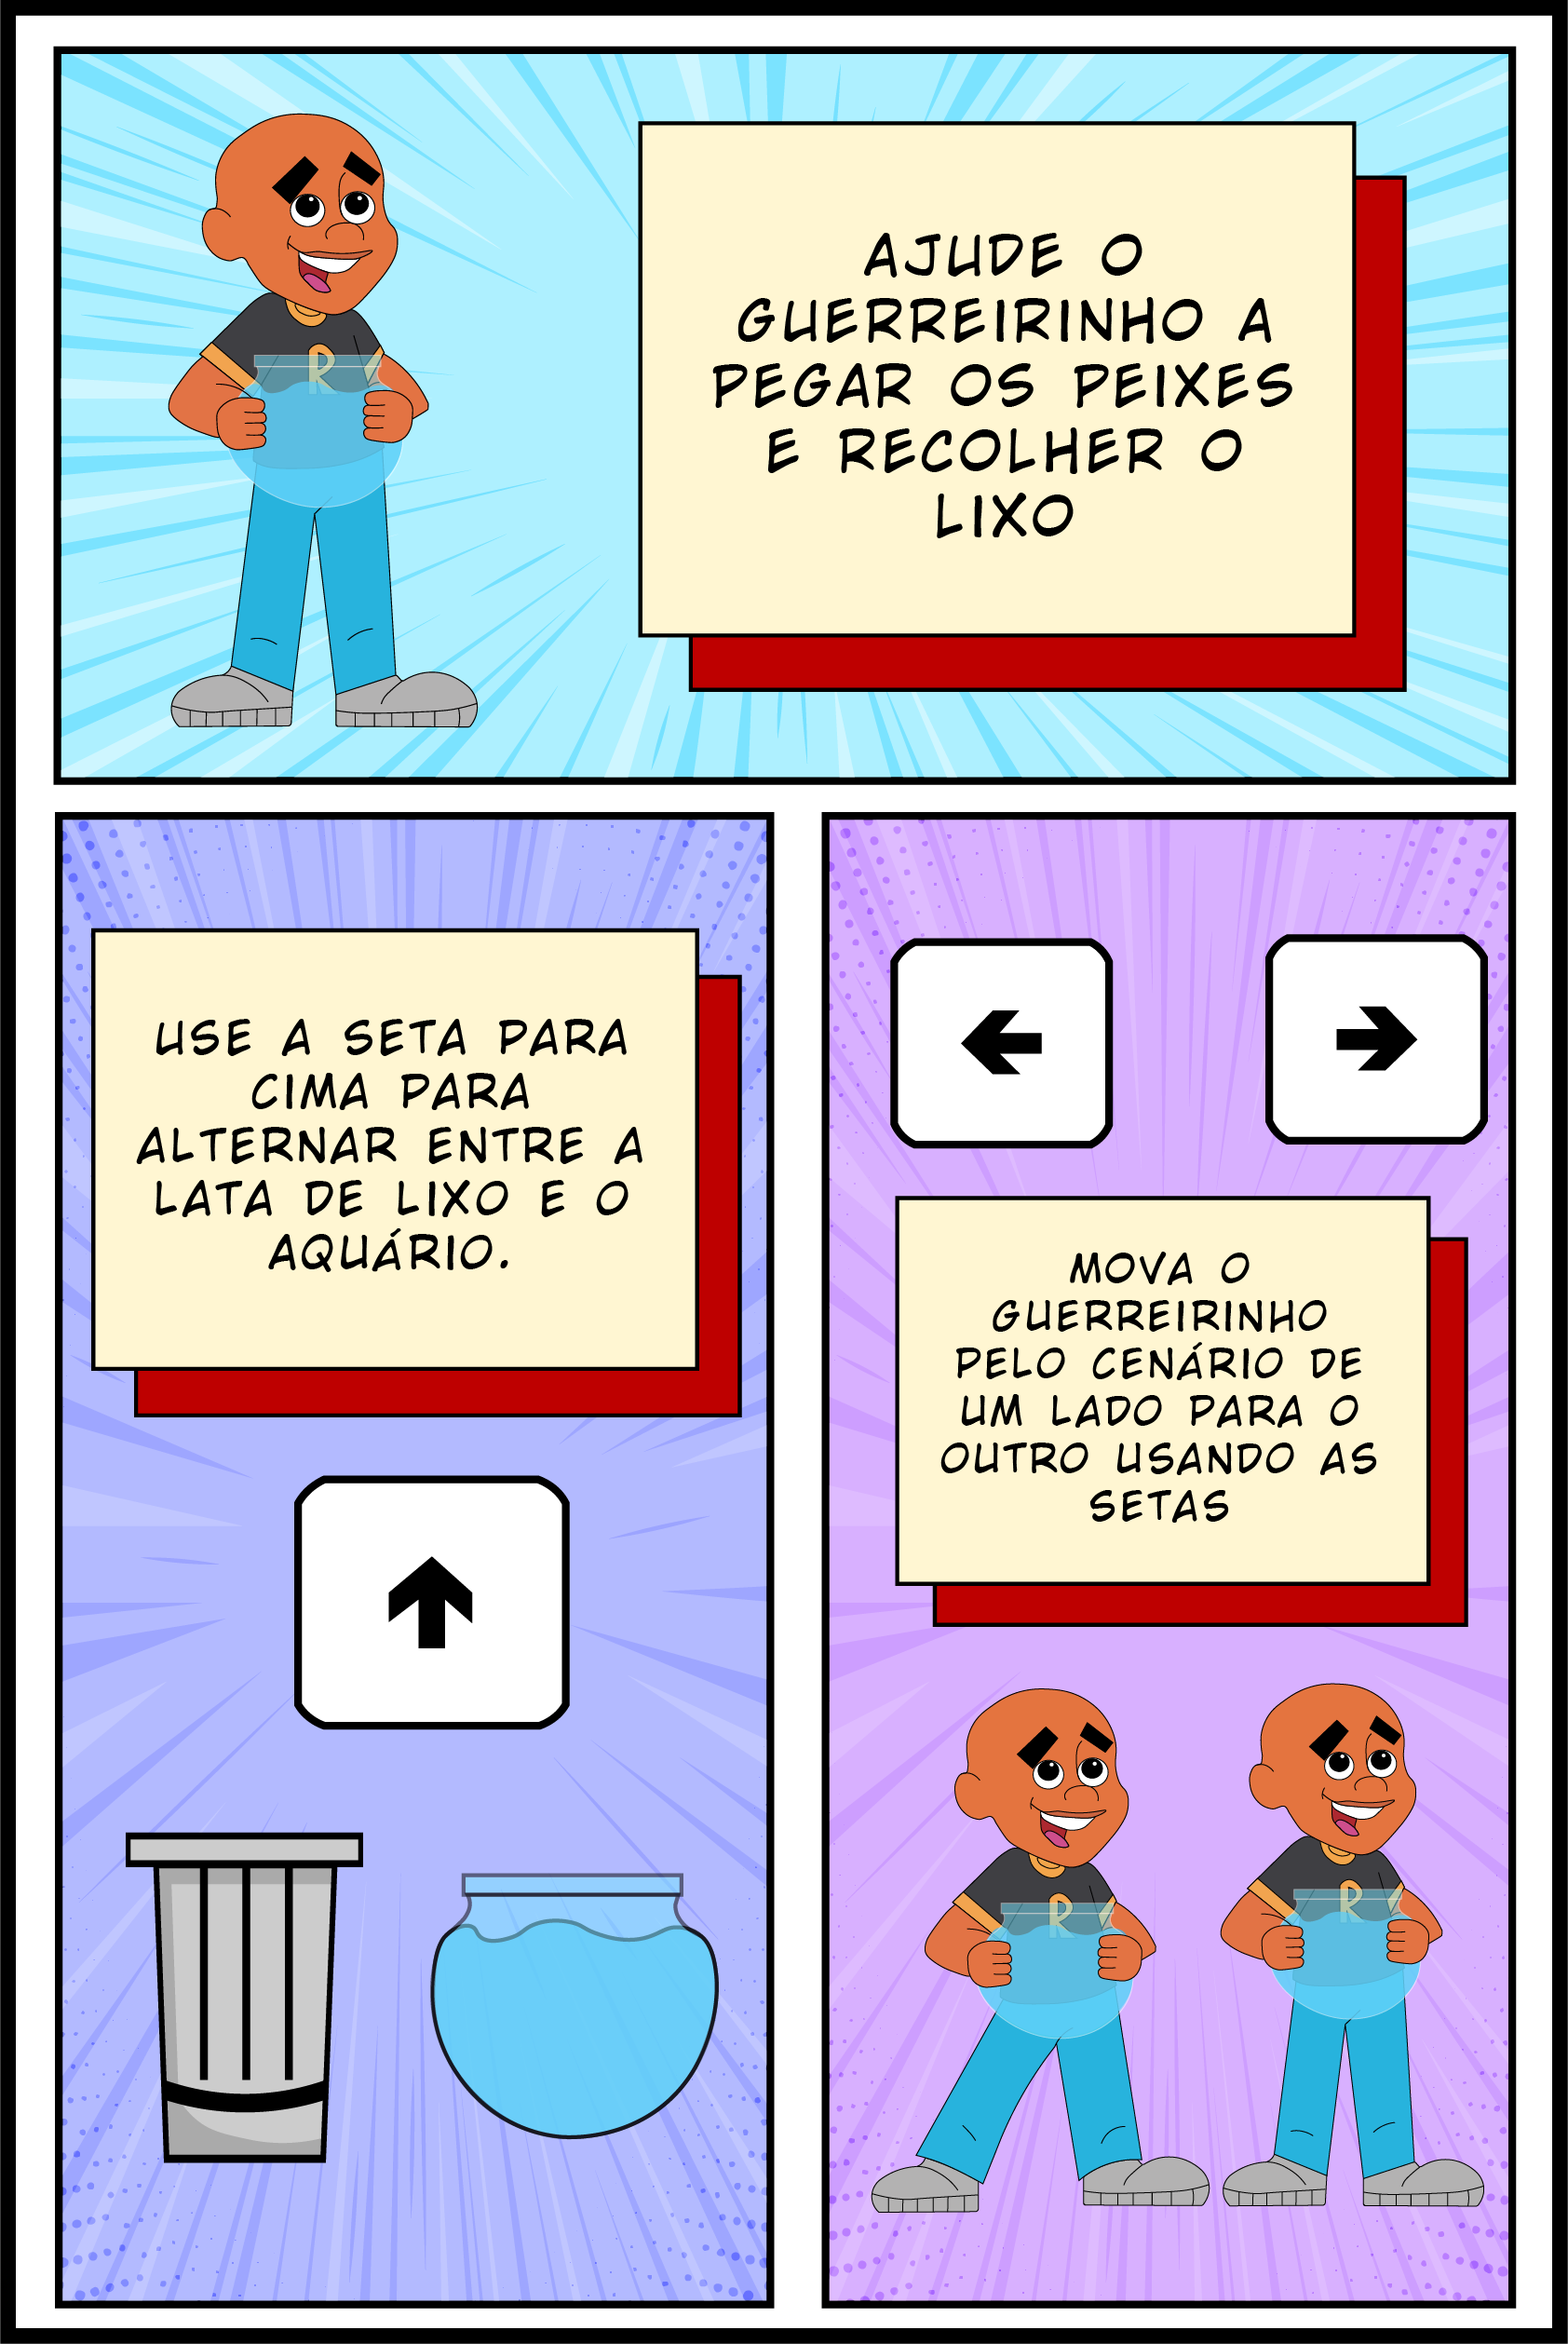 AJUDE O
GUERREIRINHO A
PEGAR OS PEIXES
E RECOLHER O
LIXO
R
USE A SETA PARA
CIMA PARA
ALTERNAR ENTRE A
LATA DE LIXO E O
AQUÁRIO.
MOVA O
GUERREIRINHO
PELO CENÁRIO DE
UM LADO PARA O
OUTRO USANDO AS
SETAS
R
R